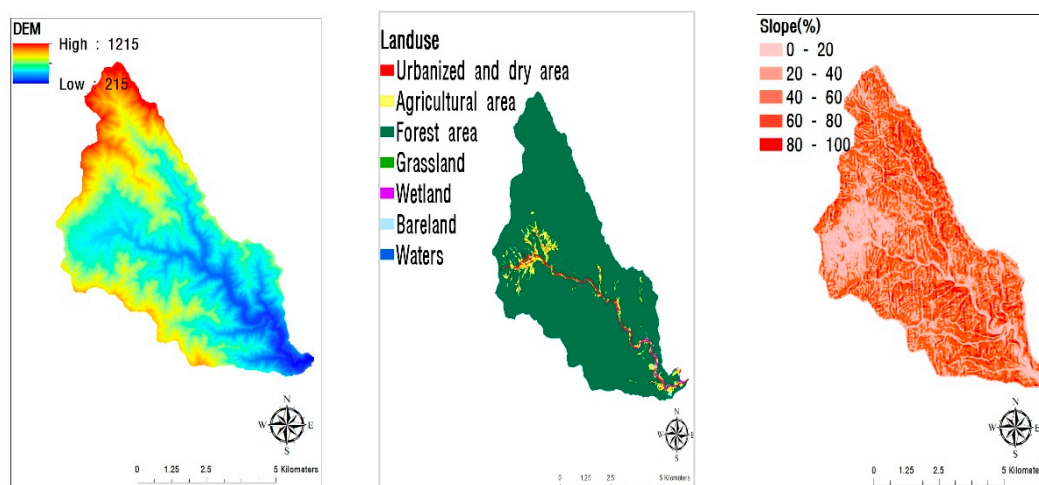 DEM
High : 1215
Low : 215
N
W E
S
0 1.25 2.5 5 Kilometers
Landuse
Urbanized and dry area
Agricultural area
Forest area
Grassland
Wetland
Bareland
Waters
N
W E
S
0 1.25 2.5 5 Kilometers
Slope(%)
0 - 20
20 - 40
40 - 60
60 - 80
80 - 100
N
W E
S
0 1.25 2.5 5 Kilometers